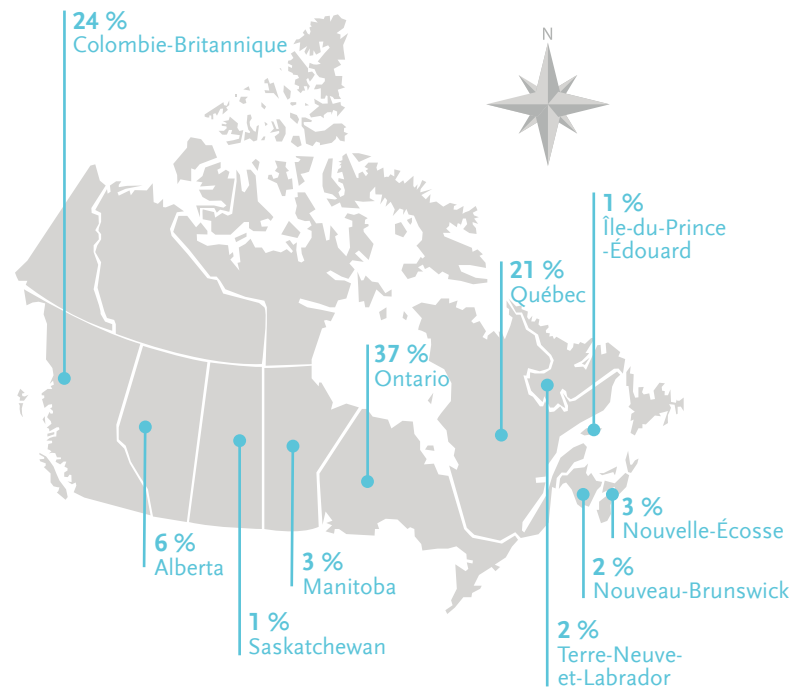 24 %
Colombie-Britannique
N
1 %
Île-du-Prince
-Édouard
21 %
Québec
37 %
Ontario
3 %
Nouvelle-Écosse
6 %
Alberta
3 %
Manitoba
2 %
Nouveau-Brunswick
1 %
Saskatchewan
2 %
Terre-Neuve-
et-Labrador